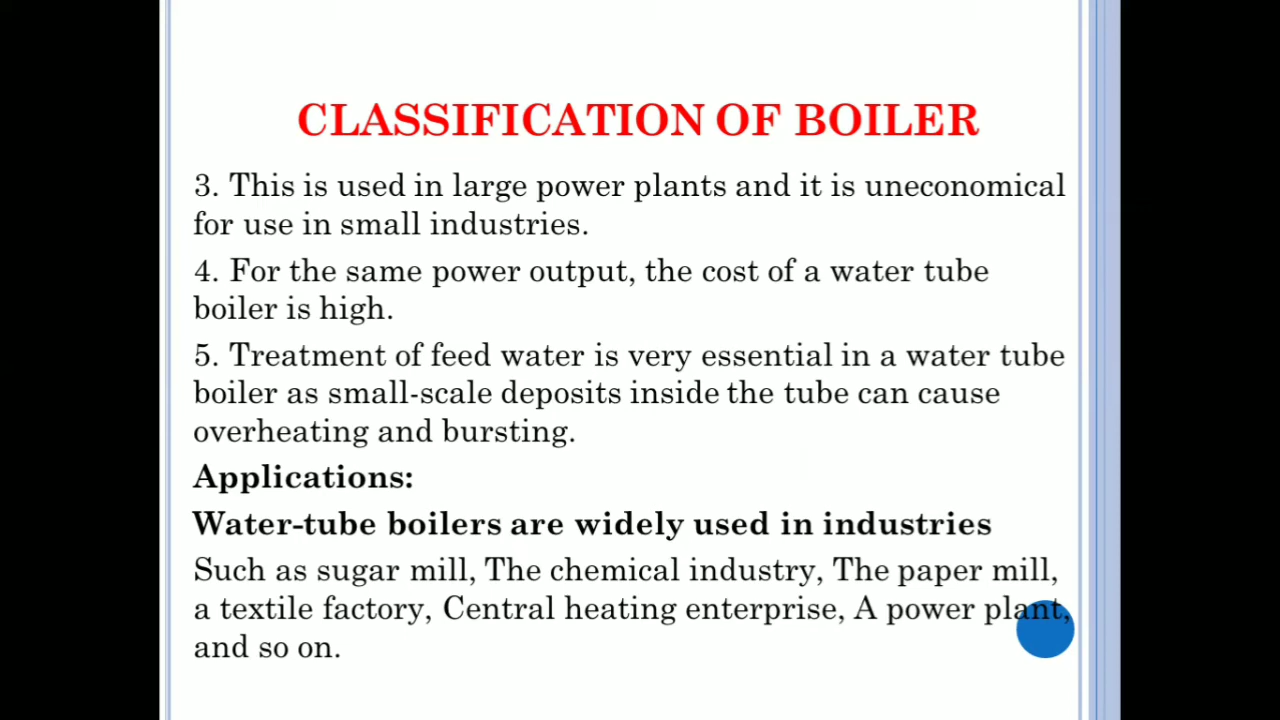 CLASSIFICATION OF BOILER
3. This is used in large power plants and it is uneconomical
for use in small industries.
4. For the same power output, the cost of a water tube
boiler is high.
5. Treatment of feed water is very essential in a water tube
boiler as small-scale deposits inside the tube can cause
overheating and bursting.
Applications:
Water-tube boilers are widely used in industries
Such as sugar mill, The chemical industry, The paper mill,
a textile factory, Central heating enterprise, A power plant,
and so on.